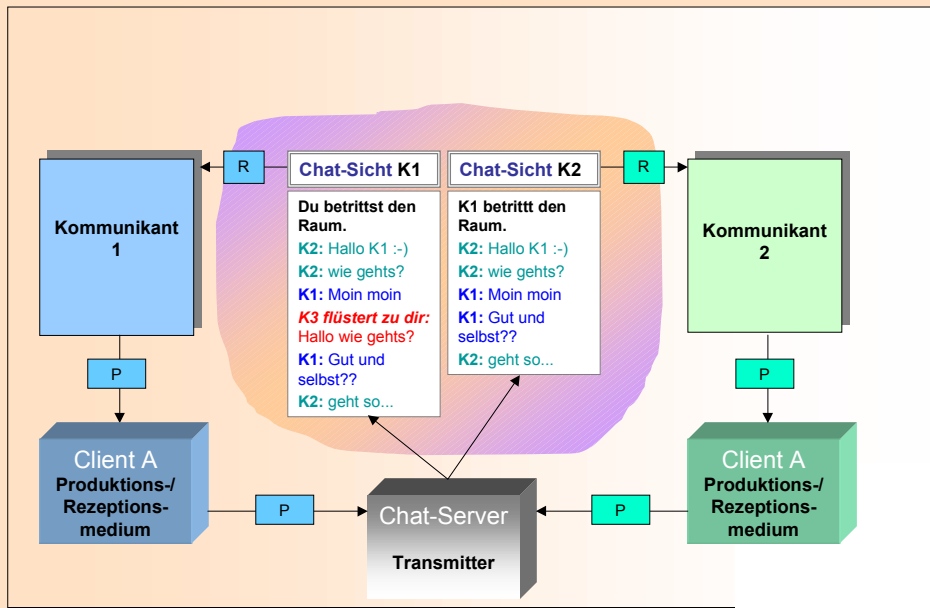 R
Chat-Sicht K1
Chat-Sicht K2
R
Kommunikant
1
Du betrittst den
Raum.
K2: Hallo K1 :-)
K2: wie gehts?
K1: Moin moin
K3 flüstert zu dir:
Hallo wie gehts?
K1: Gut und
selbst??
K2: geht so...
K1 betrittt den
Raum.
K2: Hallo K1 :-)
K2: wie gehts?
K1: Moin moin
K1: Gut und
selbst??
K2: geht so...
Kommunikant
2
P
P
Client A
Produktions-/
Rezeptions-
medium
P
Chat-Server
Transmitter
P
Client A
Produktions-/
Rezeptions-
medium